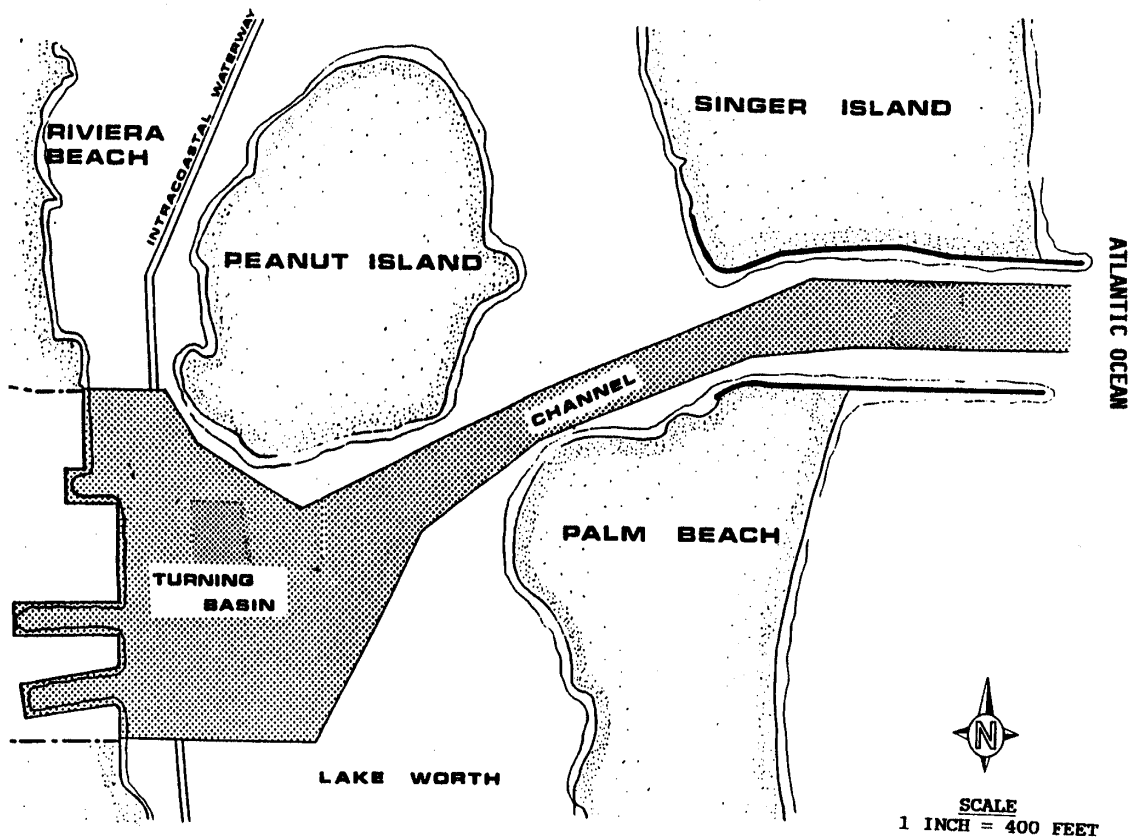 INTRACOASTAL WATERWAY
RIVIERA
BEACH
SINGER ISLAND
PEANUT ISLAND
ATLANTIC OCEAN
CHANNEL
PALM BEACH
TURNING
BASIN
LAKE WORTH
N
SCALE
1 INCH = 400 FEET